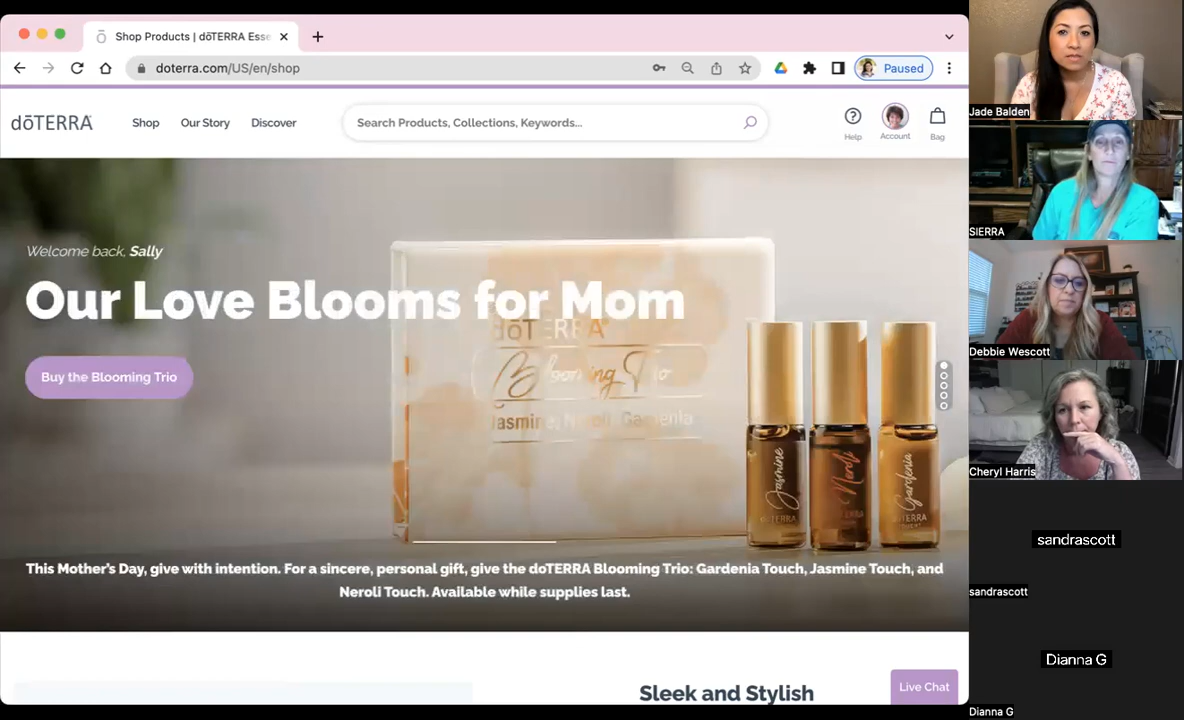 Shop Products | dōTERRA Esse
doterra.com/US/en/shop
Paused
dōTERRA
Shop
Our Story
Discover
Search Products, Collections, Keywords...
Help
Account
Bag
Welcome back, Sally
Our Love Blooms for Mom
Buy the Blooming Trio
dōTERRA
Blooming Trio
Jasmine, Neroli, Gardenia
Jasmine
dōTERRA
Neroli
Gardenia
dōTERRA
This Mother's Day, give with intention. For a sincere, personal gift, give the doTERRA Blooming Trio: Gardenia Touch, Jasmine Touch, and
Neroli Touch. Available while supplies last.
Sleek and Stylish
Live Chat
Jade Balden
SIERRA
Debbie Wescott
Cheryl Harris
sandrascott
sandrascott
Dianna G
Dianna G